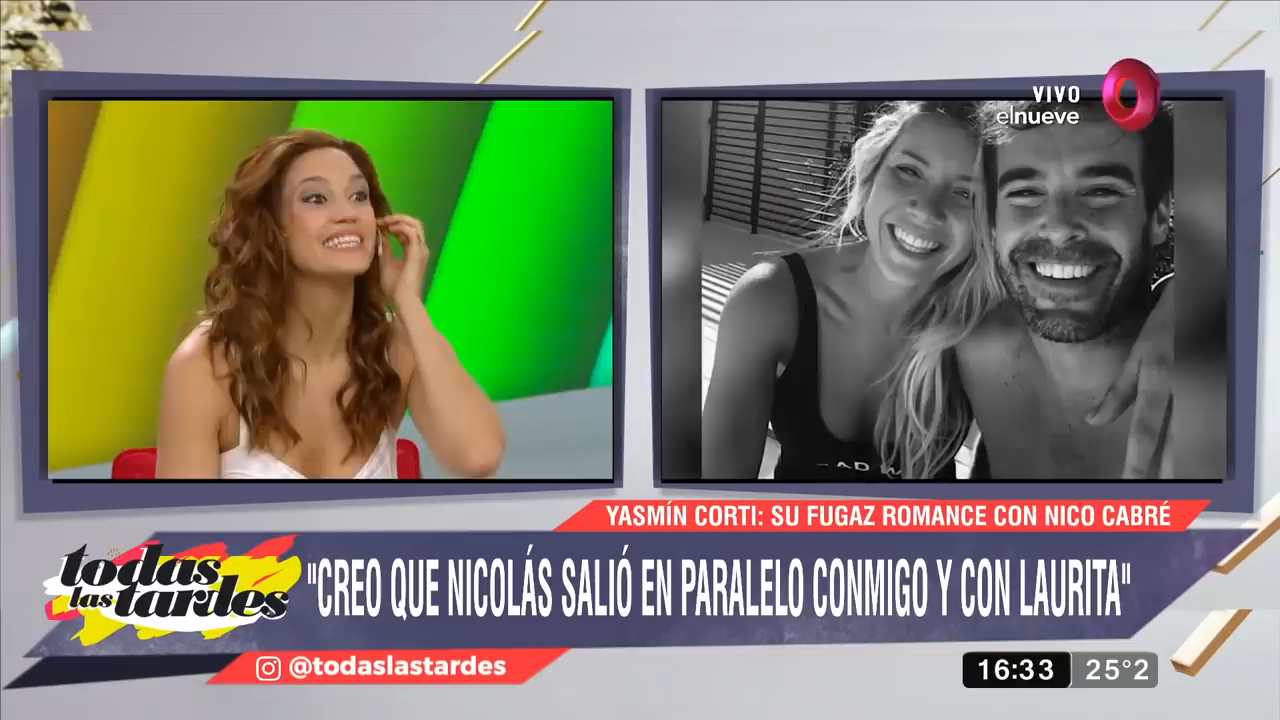 VIVO
elnueve
YASMÍN CORTI: SU FUGAZ ROMANCE CON NICO CABRÉ
todas
las tardes
"CREO QUE NICOLÁS SALIÓ EN PARALELO CONMIGO Y CON LAURITA"
@todaslastardes
16:33 25°2